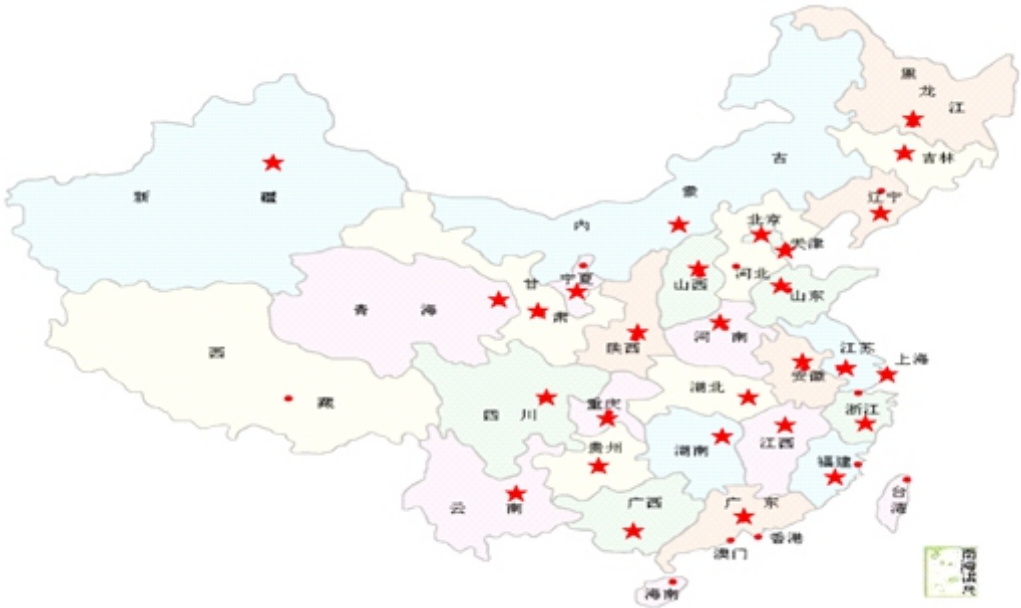 黑龙江
吉林
辽宁
内蒙古
新疆
北京
天津
河北
山西
山东
宁夏
甘肃
青海
陕西
河南
江苏
上海
安徽
西藏
四川
重庆
湖北
浙江
湖南
江西
贵州
福建
云南
广西
广东
台湾
香港
澳门
海南
南海诸岛